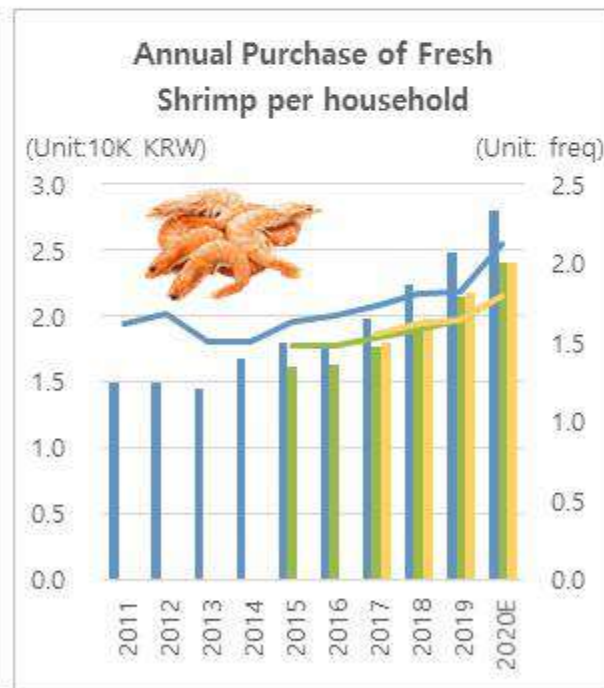 Annual Purchase of Fresh
Shrimp per household
(Unit:10K KRW) (Unit: freq)
3.0 2.5
2.5 2.0
2.0 1.5
1.5 1.0
1.0 0.5
0.5 0.0
0.0
2011 2012 2013 2014 2015 2016 2017 2018 2019 2020E